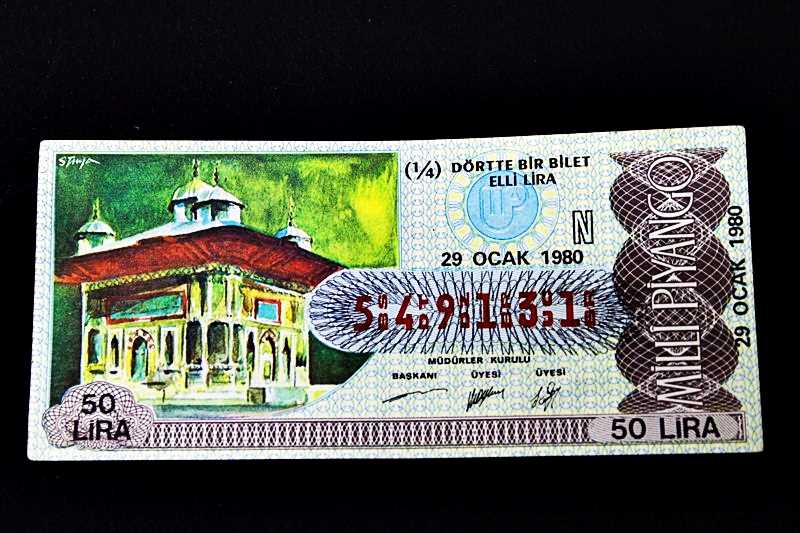 (1/4) DÖRTTE BİR BİLET
ELLİ LİRA
N
29 OCAK 1980
5 4 9 1 3 1
MÜDÜRLER KURULU
BAŞKANI ÜYESİ ÜYESİ
50
LİRA
50 LİRA
MİLLİ PİYANGO
29 OCAK 1980